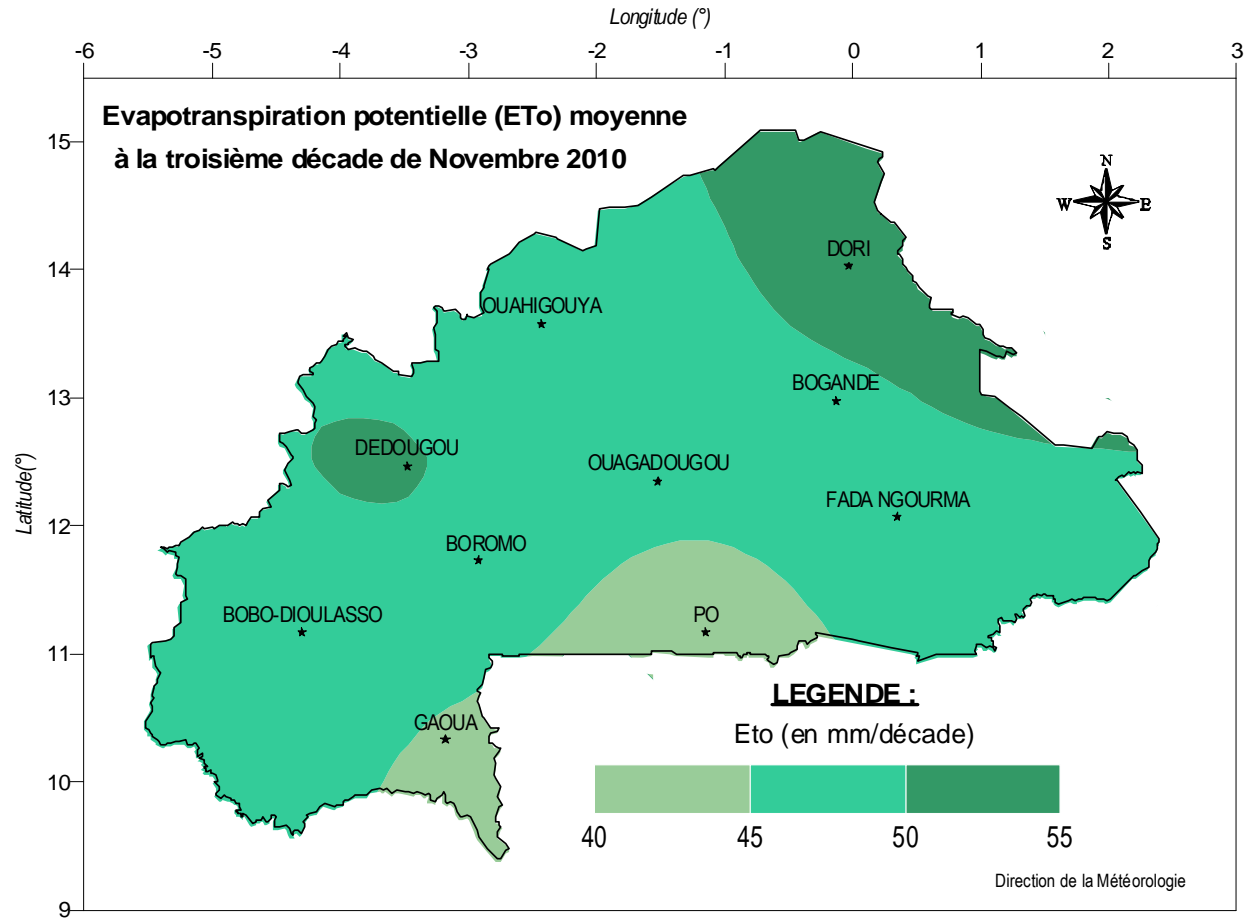 Longitude (°)
-6 -5 -4 -3 -2 -1 0 1 2 3
Evapotranspiration potentielle (ETo) moyenne
à la troisième décade de Novembre 2010
15
N
W E
S
14
DORI
OUAHIGOUYA
13
BOGANDE
DEDOUGOU
OUAGADOUGOU
Latitude(°)
FADA NGOURMA
12
BOROMO
BOBO-DIOULASSO
PO
11
LEGENDE :
GAOUA
Eto (en mm/décade)
10
40 45 50 55
Direction de la Météorologie
9